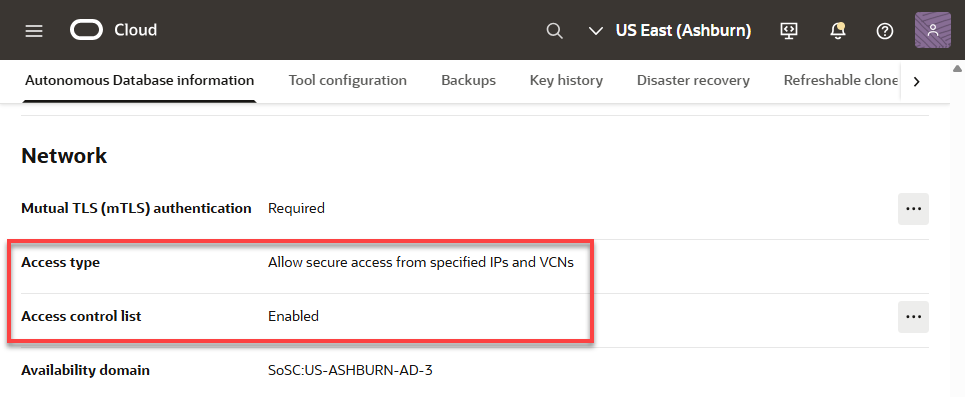 Cloud
US East (Ashburn)
Autonomous Database information Tool configuration Backups Key history Disaster recovery Refreshable clone
Network
Mutual TLS (mTLS) authentication Required
Access type Allow secure access from specified IPs and VCNs
Access control list Enabled
Availability domain SoSC:US-ASHBURN-AD-3